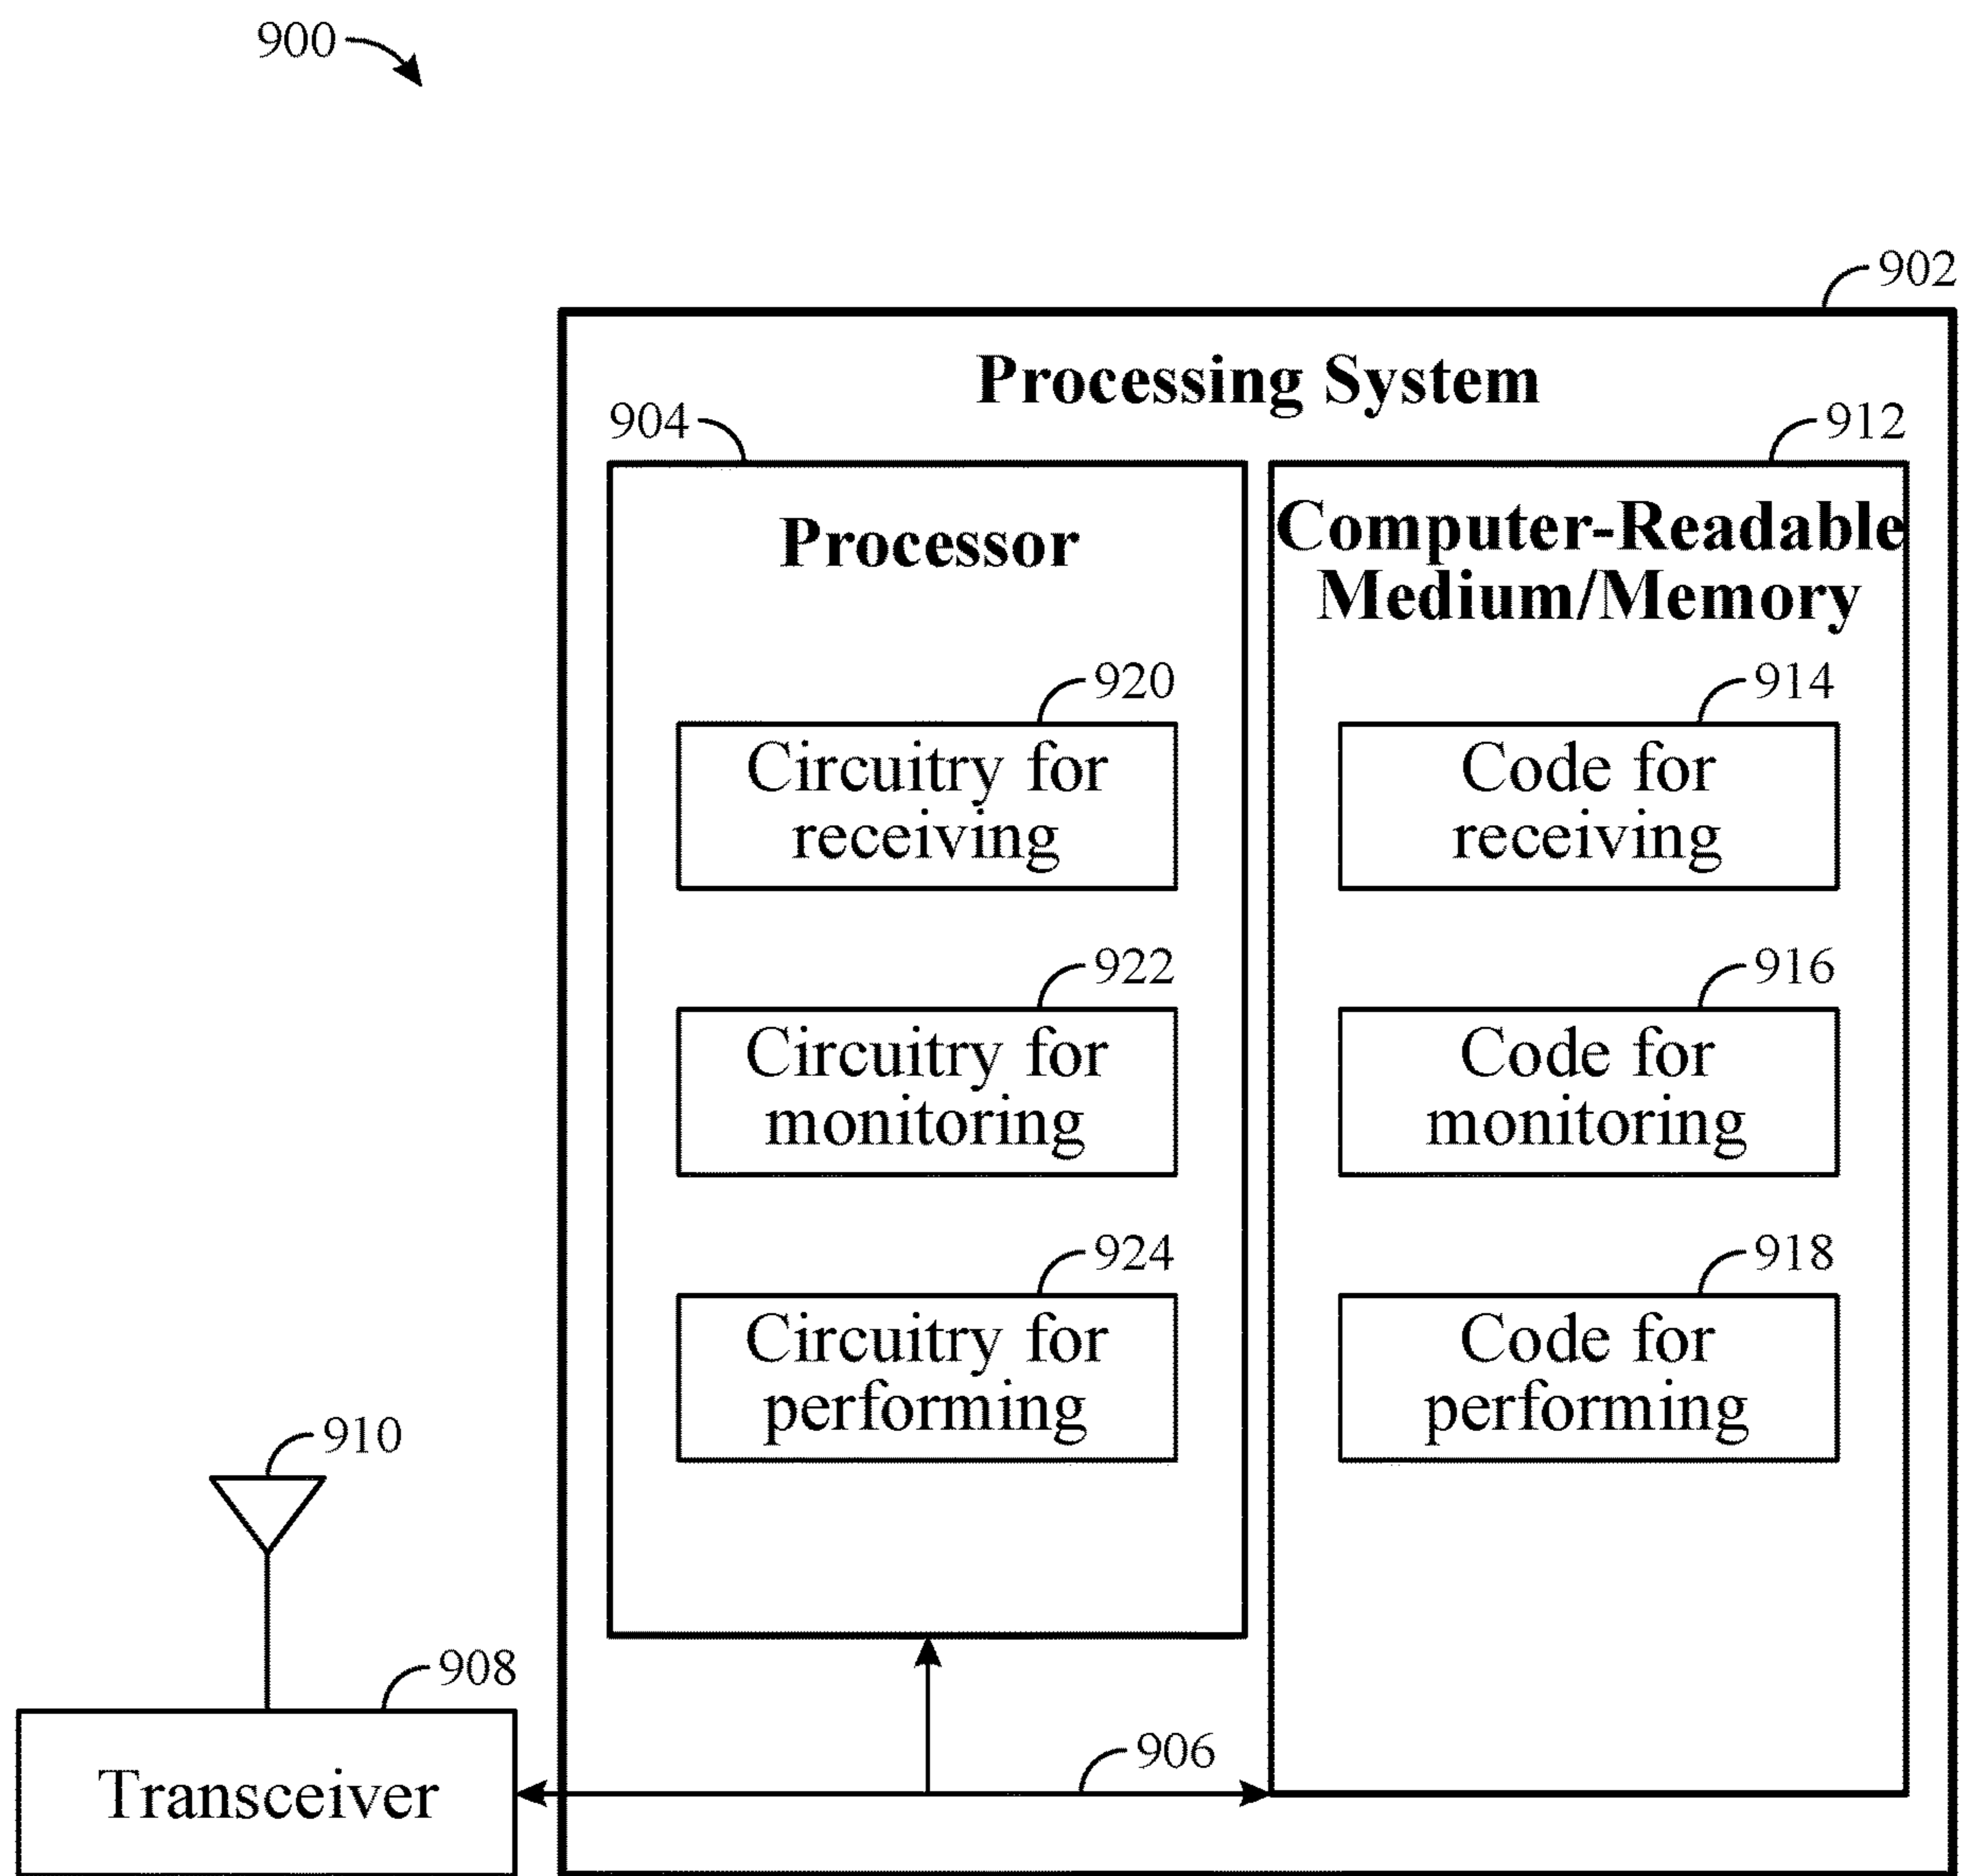 900
902
Processing System
904
912
Processor
Computer-Readable
Medium/Memory
920
Circuitry for
receiving
914
Code for
receiving
922
Circuitry for
monitoring
916
Code for
monitoring
924
Circuitry for
performing
918
Code for
performing
910
908
Transceiver
906